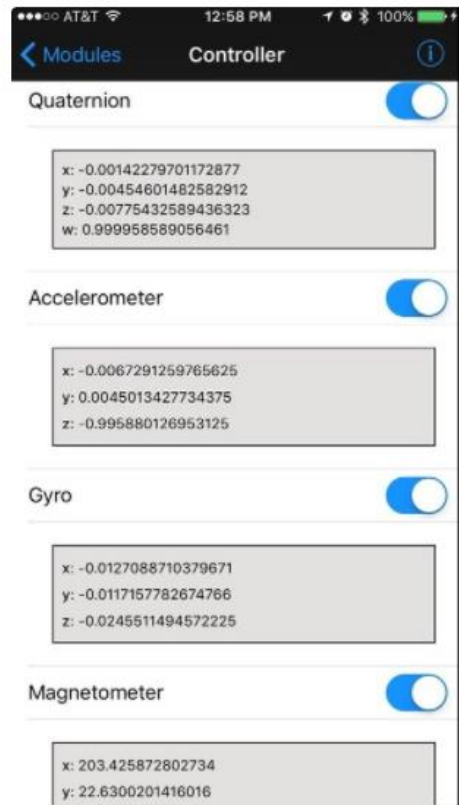 AT&T 12:58 PM 100%
Modules Controller
Quaternion
x: -0.00142279701172877
y: -0.00454601482582912
z: -0.00775432589436323
w: 0.999958589056461
Accelerometer
x: -0.0067291259765625
y: 0.0045013427734375
z: -0.995880126953125
Gyro
x: -0.0127088710379671
y: -0.0117157782674766
z: -0.0245511494572225
Magnetometer
x: 203.425872802734
y: 22.6300201416016